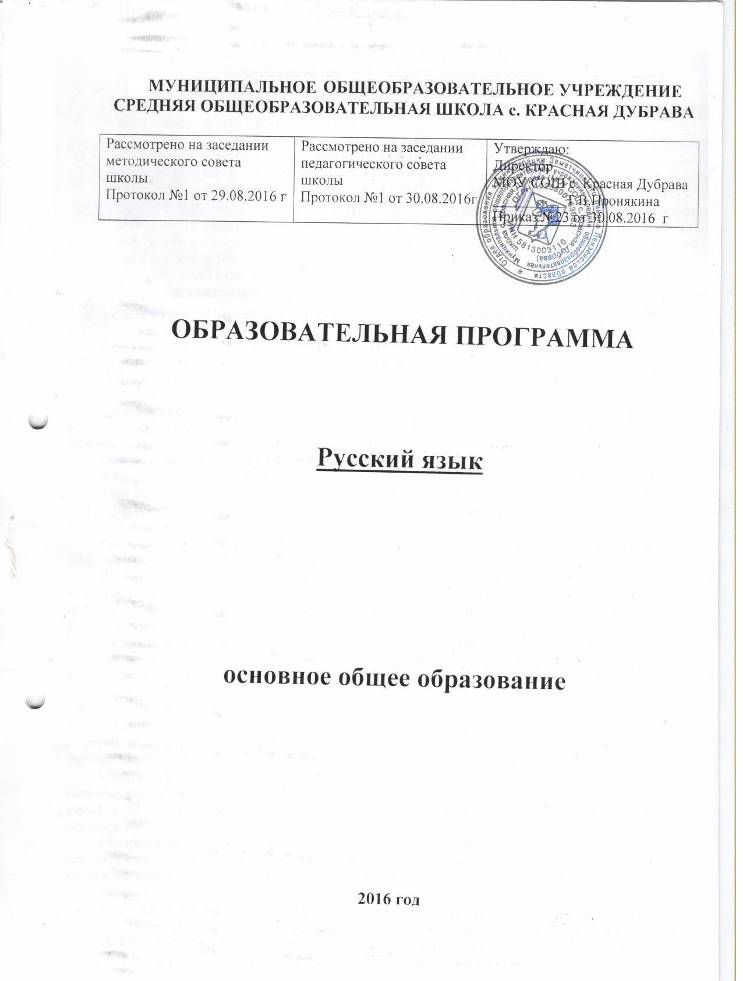 МУНИЦИПАЛЬНОЕ ОБЩЕОБРАЗОВАТЕЛЬНОЕ УЧРЕЖДЕНИЕ
СРЕДНЯЯ ОБЩЕОБРАЗОВАТЕЛЬНАЯ ШКОЛА с. КРАСНАЯ ДУБРАВА
Рассмотрено на заседании
методического совета
школы
Протокол №1 от 29.08.2016 г
Рассмотрено на заседании
педагогического совета
школы
Протокол №1 от 30.08.2016г
Утверждаю:
Директор
МОУ СОШ с. Красная Дубрава
Т.В.Пронякина
Приказ №23 от 30.08.2016 г
5813003110
ОБРАЗОВАТЕЛЬНАЯ ПРОГРАММА
Русский язык
основное общее образование
2016 год